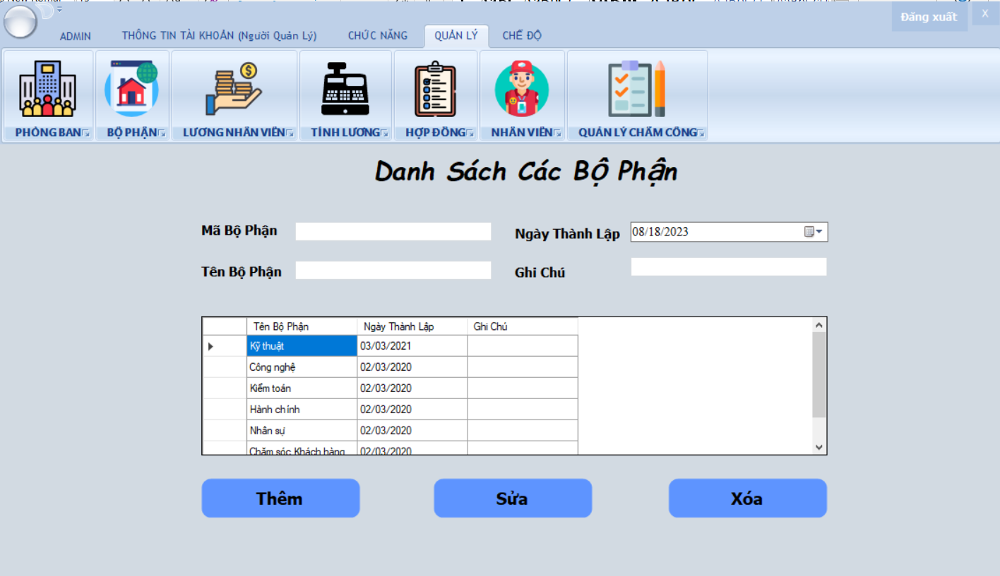 Đăng xuất X
ADMIN THÔNG TIN TÀI KHOẢN (Người Quản Lý) CHỨC NĂNG QUẢN LÝ CHẾ ĐỘ
PHÒNG BAN BỘ PHẬN LƯƠNG NHÂN VIÊN TÍNH LƯƠNG HỢP ĐỒNG NHÂN VIÊN QUẢN LÝ CHẤM CÔNG
Danh Sách Các Bộ Phận
Mã Bộ Phận Ngày Thành Lập 08/18/2023
Tên Bộ Phận Ghi Chú
Tên Bộ Phận Ngày Thành Lập Ghi Chú
Kỹ thuật 03/03/2021
Công nghệ 02/03/2020
Kiểm toán 02/03/2020
Hành chính 02/03/2020
Nhân sự 02/03/2020
Chăm sóc Khách hàng 02/03/2020
Thêm Sửa Xóa